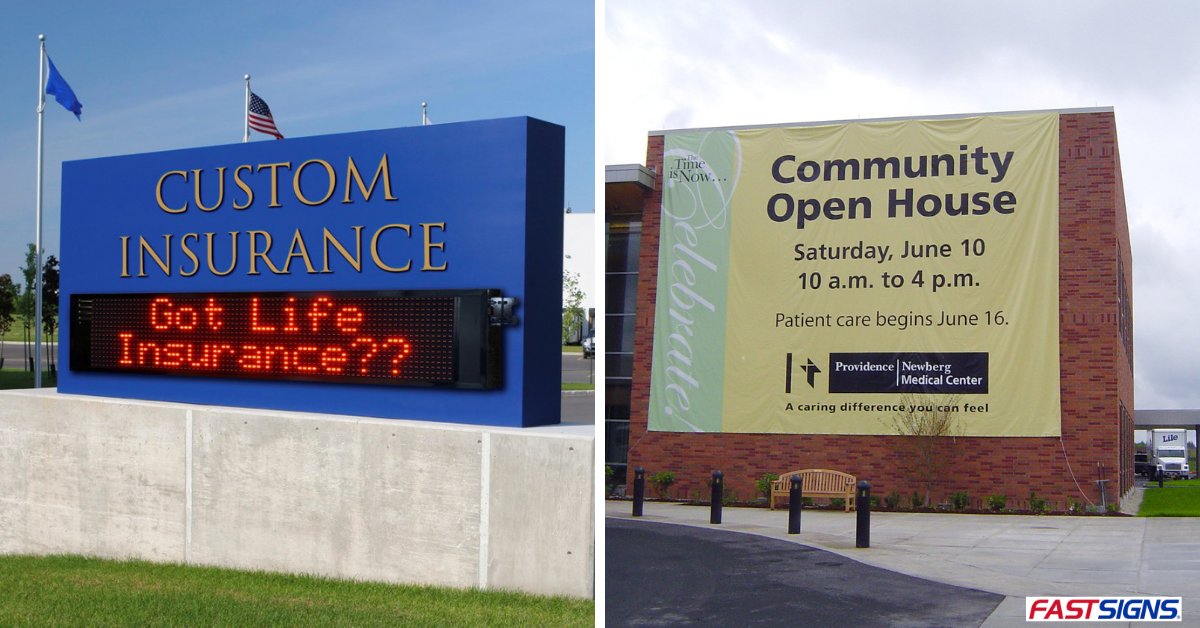 CUSTOM
INSURANCE
Got Life
Insurance??
The
Time
is Now...
Celebrate!
Community
Open House
Saturday, June 10
10 a.m. to 4 p.m.
Patient care begins June 16.
Providence | Newberg
Medical Center
A caring difference you can feel
Lile
FASTSIGNS®